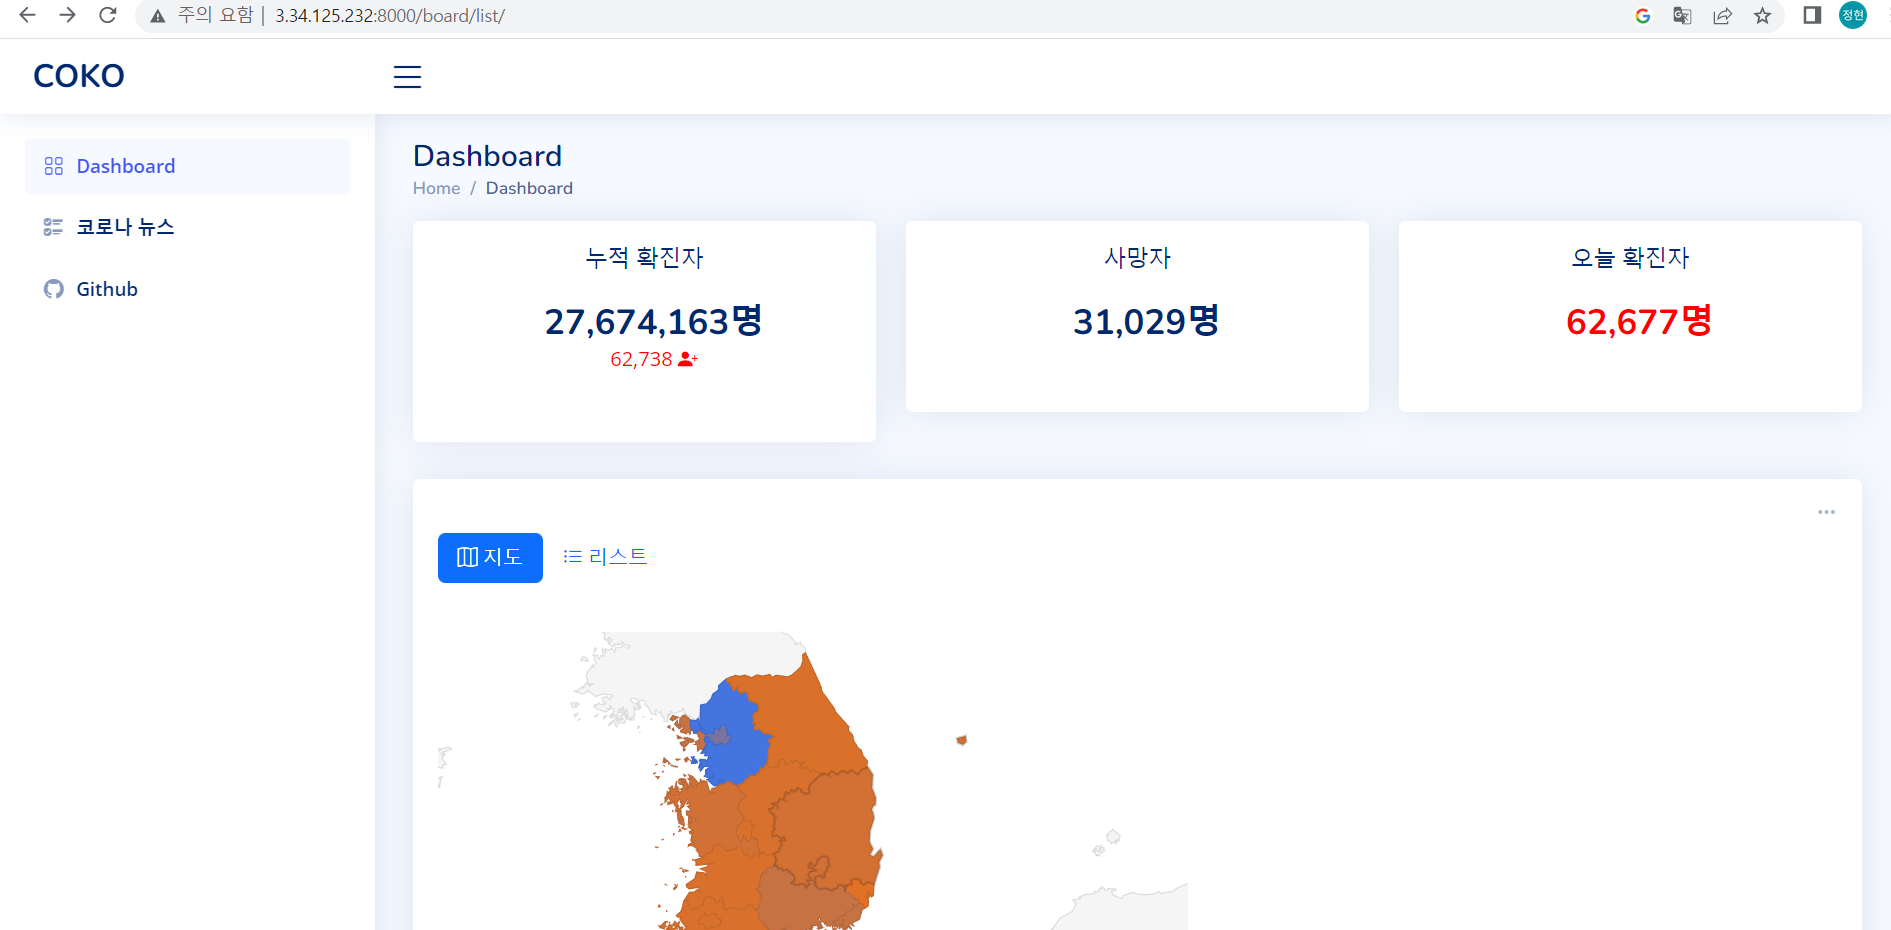 주의 요함 | 3.34.125.232:8000/board/list/
정현
COKO
Dashboard
코로나 뉴스
Github
Dashboard
Home / Dashboard
누적 확진자
27,674,163명
62,738
사망자
31,029명
오늘 확진자
62,677명
지도
리스트